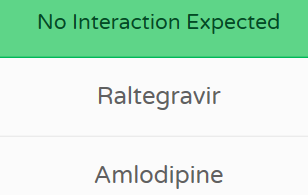 No Interaction Expected
Raltegravir
Amlodipine